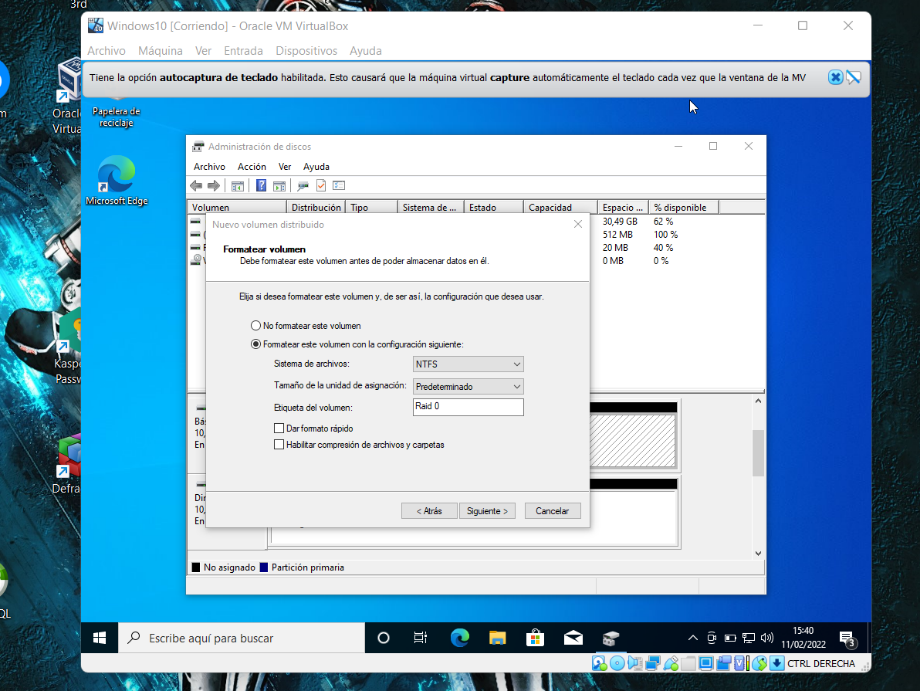 3rd
Windows10 [Corriendo] - Oracle VM VirtualBox
Archivo Máquina Ver Entrada Dispositivos Ayuda
Tiene la opción autocaptura de teclado habilitada. Esto causará que la máquina virtual capture automáticamente el teclado cada vez que la ventana de la MV
Oracle
Virtua
Papelera de
reciclaje
Microsoft Edge
Kaspe
Passw
Defra
QL
Administración de discos
Archivo Acción Ver Ayuda
Volumen Distribución Tipo Sistema de ... Estado Capacidad Espacio ... % disponible
30,49 GB 62 %
512 MB 100 %
20 MB 40 %
0 MB 0 %
Nuevo volumen distribuido
Formatear volumen
Debe formatear este volumen antes de poder almacenar datos en él.
Elija si desea formatear este volumen y, de ser así, la configuración que desea usar.
No formatear este volumen
Formatear este volumen con la configuración siguiente:
Sistema de archivos: NTFS
Tamaño de la unidad de asignación: Predeterminado
Etiqueta del volumen: Raid 0
Dar formato rápido
Habilitar compresión de archivos y carpetas
< Atrás Siguiente > Cancelar
Bás
10,
En
Din
10,
En
No asignado Partición primaria
Escribe aquí para buscar
15:40
11/02/2022
3
CTRL DERECHA